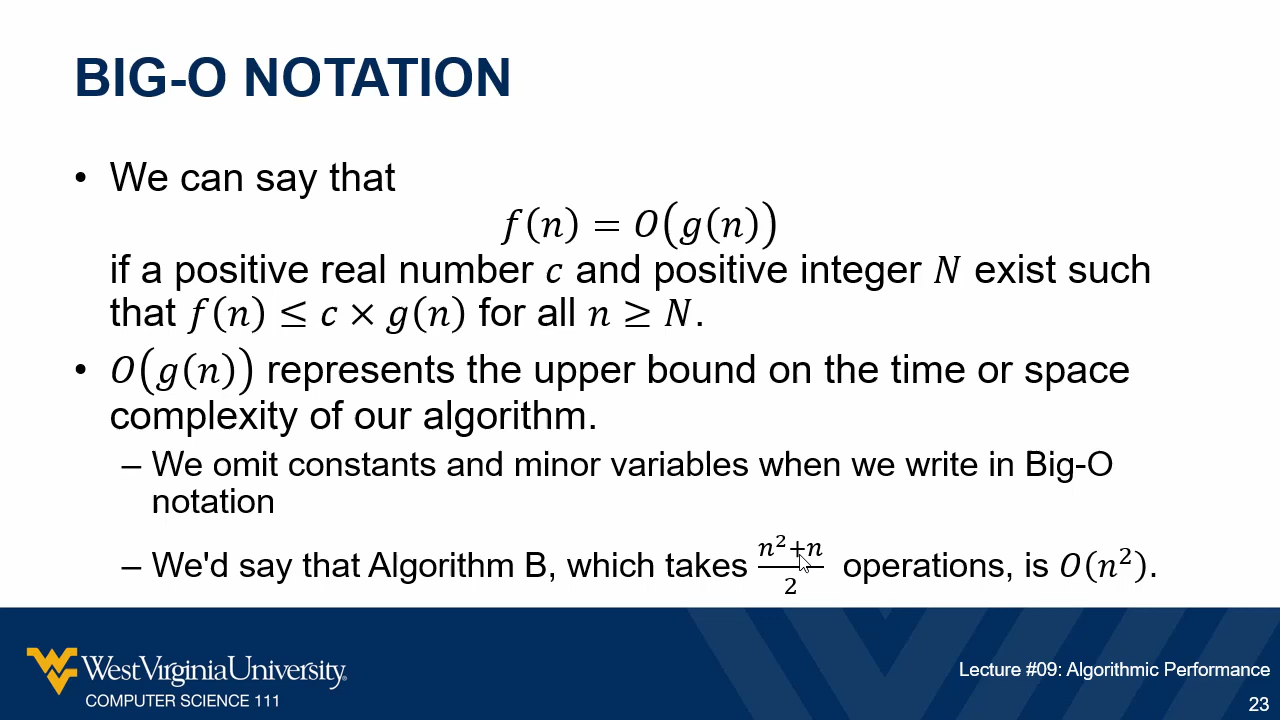 BIG-O NOTATION
• We can say that
f(n) = O(g(n))
if a positive real number c and positive integer N exist such
that f(n) ≤ c × g(n) for all n ≥ N.
• O(g(n)) represents the upper bound on the time or space
complexity of our algorithm.
– We omit constants and minor variables when we write in Big-O
notation
– We'd say that Algorithm B, which takes (n²+n)/2 operations, is O(n²).
WestVirginiaUniversity.
COMPUTER SCIENCE 111
Lecture #09: Algorithmic Performance
23